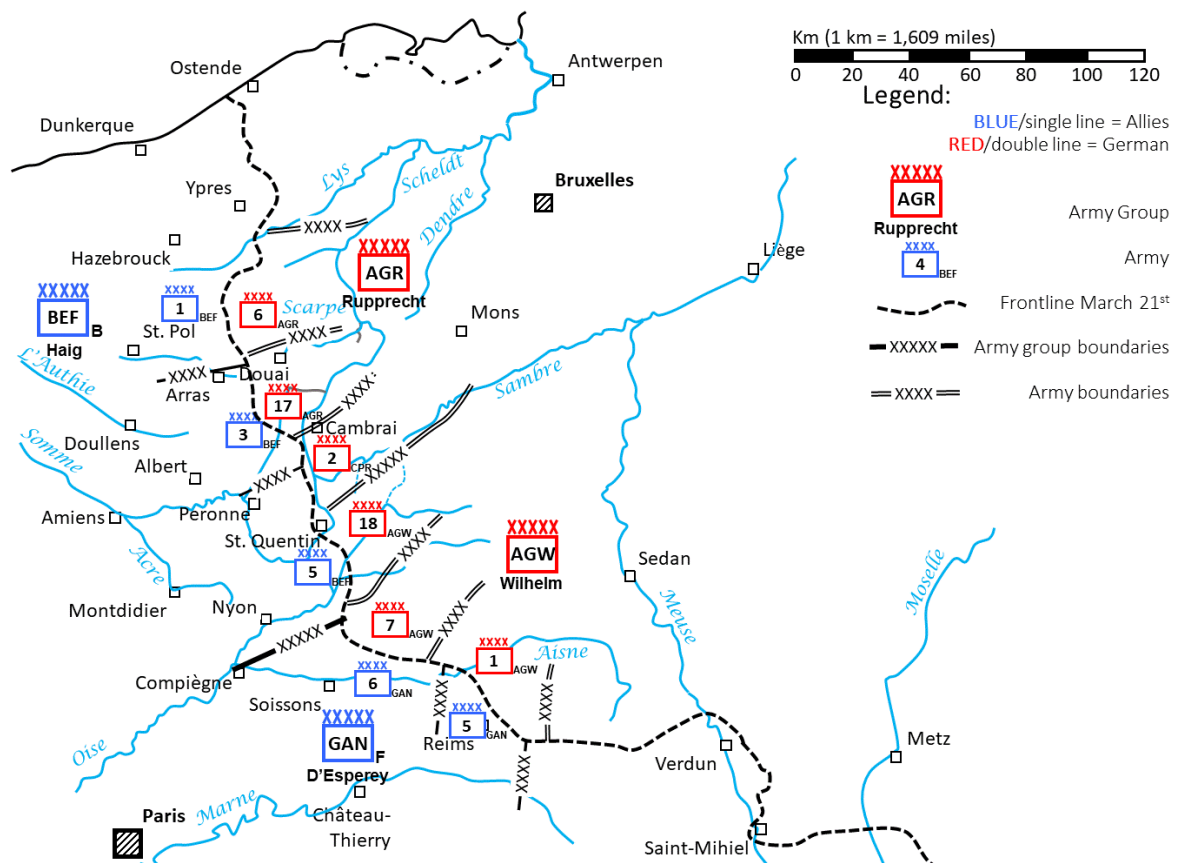 Km (1 km = 1,609 miles)
0 20 40 60 80 100 120
Legend:
BLUE/single line = Allies
RED/double line = German
XXXXX
AGR
Rupprecht
Army Group
XXXX
4
BEF
Army
Frontline March 21st
XXXXX
Army group boundaries
XXXX
Army boundaries
Ostende
Antwerpen
Dunkerque
Ypres
Lys
Scheldt
Bruxelles
Dendre
XXXX
Hazebrouck
Liège
XXXXX
AGR
Rupprecht
XXXXX
BEF
B
Haig
XXXX
1
BEF
XXXX
6
AGR
Scarpe
Mons
St. Pol
XXXX
L'Authie
XXXX
Douai
Arras
Sambre
XXXX
17
AGR
XXXX
XXXX
3
BEF
Cambrai
Doullens
XXXX
2
CPR
XXXXX
Somme
Albert
XXXX
Amiens
Peronne
St. Quentin
XXXX
18
AGW
XXXX
XXXXX
AGW
Wilhelm
Acre
XXXX
5
BEF
Sedan
Moselle
Montdidier
Nyon
XXXX
7
AGW
XXXX
Meuse
XXXXX
XXXX
1
AGW
Aisne
Compiègne
Soissons
XXXX
6
GAN
XXXX
XXXX
XXXXX
GAN
F
D'Esperey
XXXX
5
GAN
Reims
Oise
XXXX
Verdun
Metz
Marne
Paris
Château-
Thierry
Saint-Mihiel